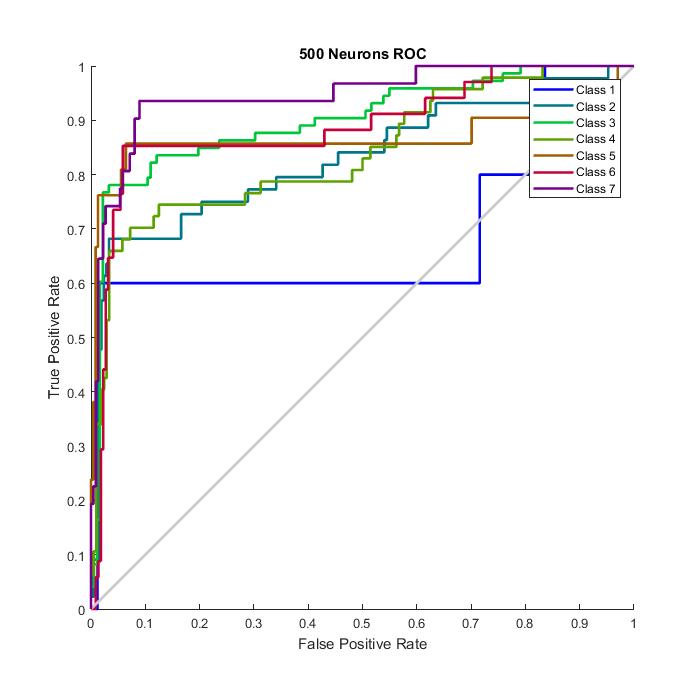 500 Neurons ROC
1
0.9
0.8
0.7
0.6
0.5
0.4
0.3
0.2
0.1
0
True Positive Rate
Class 1
Class 2
Class 3
Class 4
Class 5
Class 6
Class 7
0 0.1 0.2 0.3 0.4 0.5 0.6 0.7 0.8 0.9 1
False Positive Rate